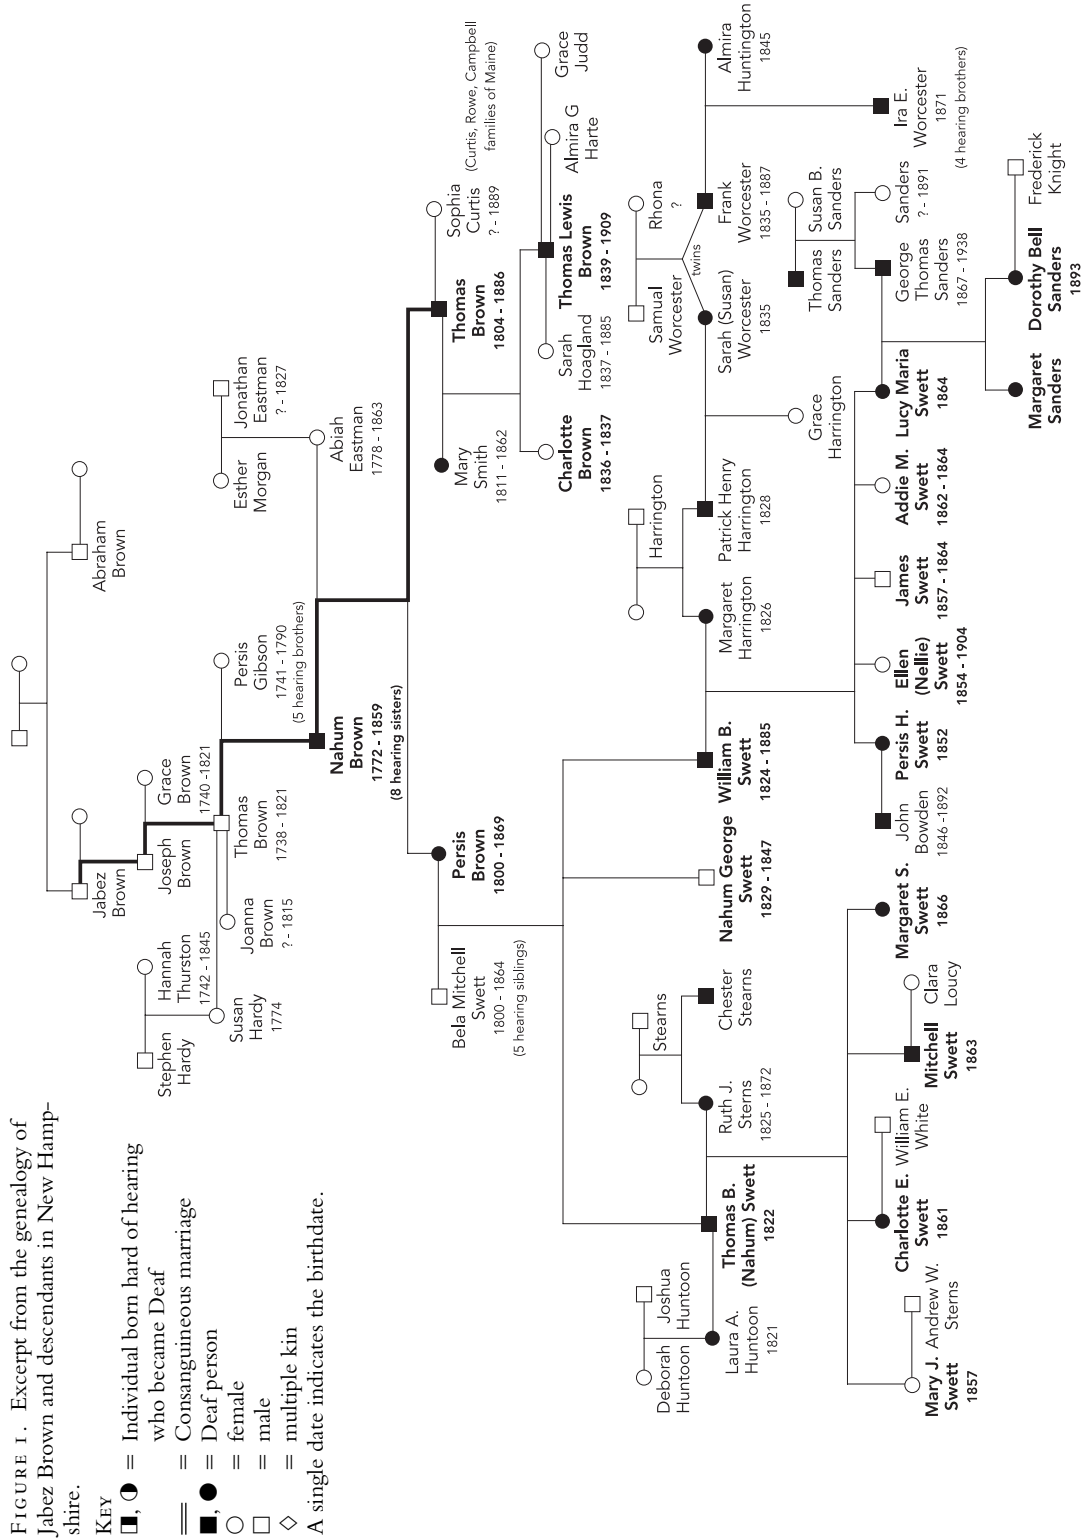 FIGURE 1. Excerpt from the genealogy of
Jabez Brown and descendants in New Hamp-
shire.
KEY
= Individual born hard of hearing
who became Deaf
= Consanguineous marriage
= Deaf person
= female
= male
= multiple kin
A single date indicates the birthdate.
Jabez
Brown
Abraham
Brown
Stephen
Hardy
Hannah
Thurston
1742 - 1845
Joseph
Brown
Grace
Brown
1740 -1821
Susan
Hardy
1774
Joanna
Brown
? - 1815
Thomas
Brown
1738 - 1821
Persis
Gibson
1741 - 1790
(5 hearing brothers)
Esther
Morgan
Jonathan
Eastman
? - 1827
Nahum
Brown
1772 - 1859
(8 hearing sisters)
Abiah
Eastman
1778 - 1863
Bela Mitchell
Swett
1800 - 1864
(5 hearing siblings)
Persis
Brown
1800 - 1869
Mary
Smith
1811 - 1862
Thomas
Brown
1804 - 1886
Sophia
Curtis
? - 1889
(Curtis, Rowe, Campbell
families of Maine)
Charlotte
Brown
1836 - 1837
Sarah
Hoagland
1837 - 1885
Thomas Lewis
Brown
1839 - 1909
Almira G
Harte
Grace
Judd
Deborah
Huntoon
Joshua
Huntoon
Stearns
Harrington
Samual
Worcester
Rhona
?
twins
Laura A.
Huntoon
1821
Thomas B.
(Nahum) Swett
1822
Ruth J.
Sterns
1825 - 1872
Chester
Stearns
Nahum George
Swett
1829 - 1847
William B.
Swett
1824 - 1885
Margaret
Harrington
1826
Patrick Henry
Harrington
1828
Sarah (Susan)
Worcester
1835
Frank
Worcester
1835 - 1887
Almira
Huntington
1845
Grace
Harrington
Thomas
Sanders
Susan B.
Sanders
Mary J.
Swett
1857
Andrew W.
Sterns
Charlotte E.
Swett
1861
William E.
White
Mitchell
Swett
1863
Clara
Loucy
Margaret S.
Swett
1866
John
Bowden
1846 -1892
Persis H.
Swett
1852
Ellen
(Nellie)
Swett
1854 - 1904
James
Swett
1857 - 1864
Addie M.
Swett
1862 - 1864
Lucy Maria
Swett
1864
George
Thomas
Sanders
1867 - 1938
Sanders
? - 1891
Ira E.
Worcester
1871
(4 hearing brothers)
Margaret
Sanders
Dorothy Bell
Sanders
1893
Frederick
Knight